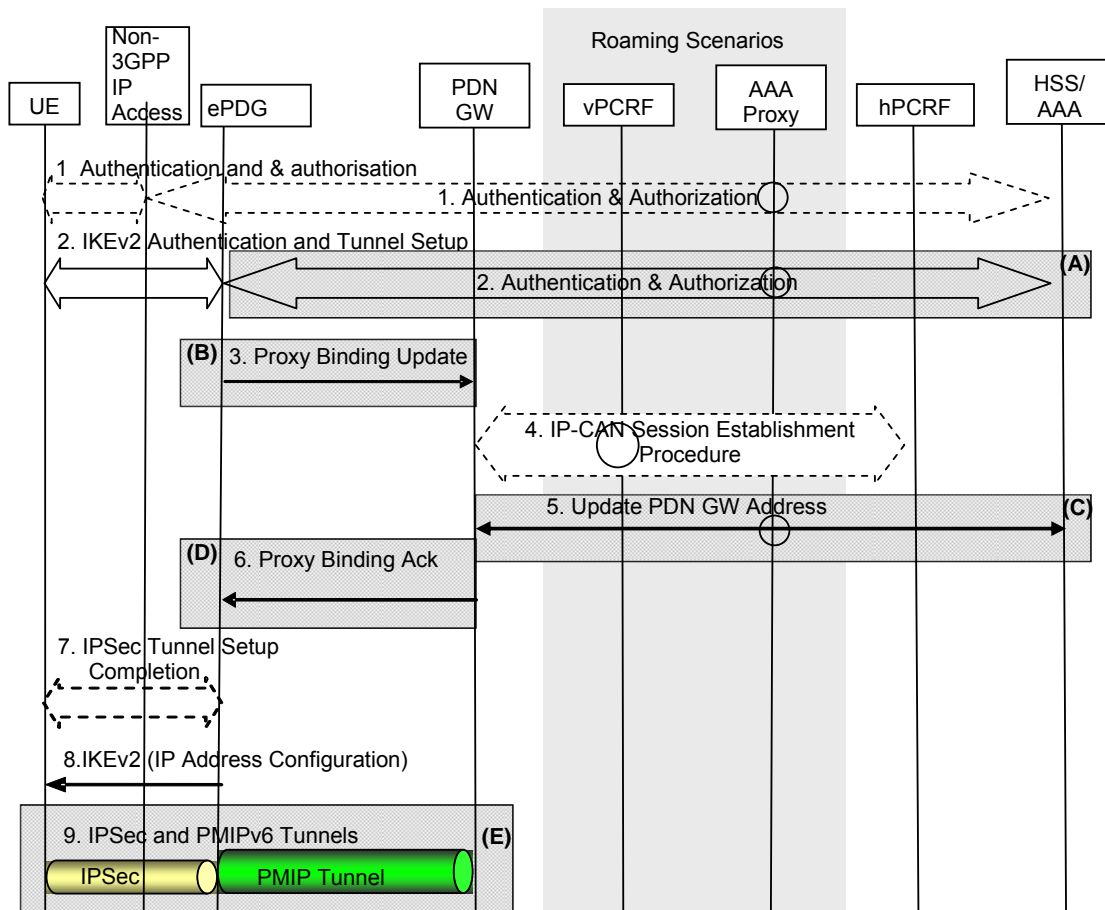 Roaming Scenarios
UE
Non-
3GPP
IP
Access
ePDG
PDN
GW
vPCRF
AAA
Proxy
hPCRF
HSS/
AAA
1 Authentication and & authorisation
1. Authentication & Authorization
2. IKEv2 Authentication and Tunnel Setup
(A)
2. Authentication & Authorization
(B)
3. Proxy Binding Update
4. IP-CAN Session Establishment
Procedure
5. Update PDN GW Address
(C)
(D)
6. Proxy Binding Ack
7. IPSec Tunnel Setup
Completion
8.IKEv2 (IP Address Configuration)
9. IPSec and PMIPv6 Tunnels
(E)
IPSec
PMIP Tunnel